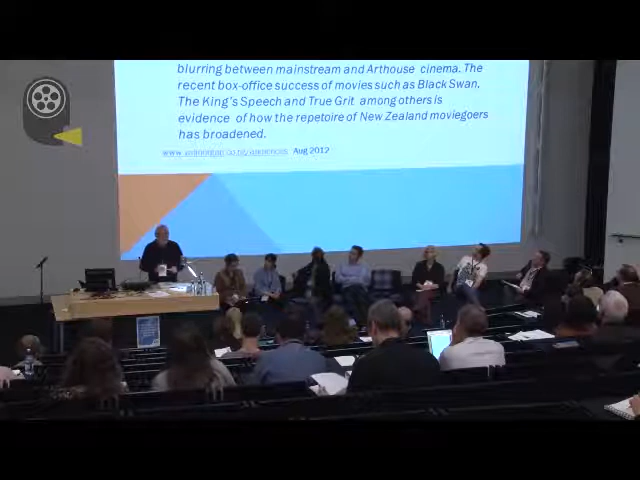 blurring between mainstream and Arthouse cinema. The
recent box-office success of movies such as Black Swan,
The King's Speech and True Grit among others is
evidence of how the repetoire of New Zealand moviegoers
has broadened.
www. Aug 2012